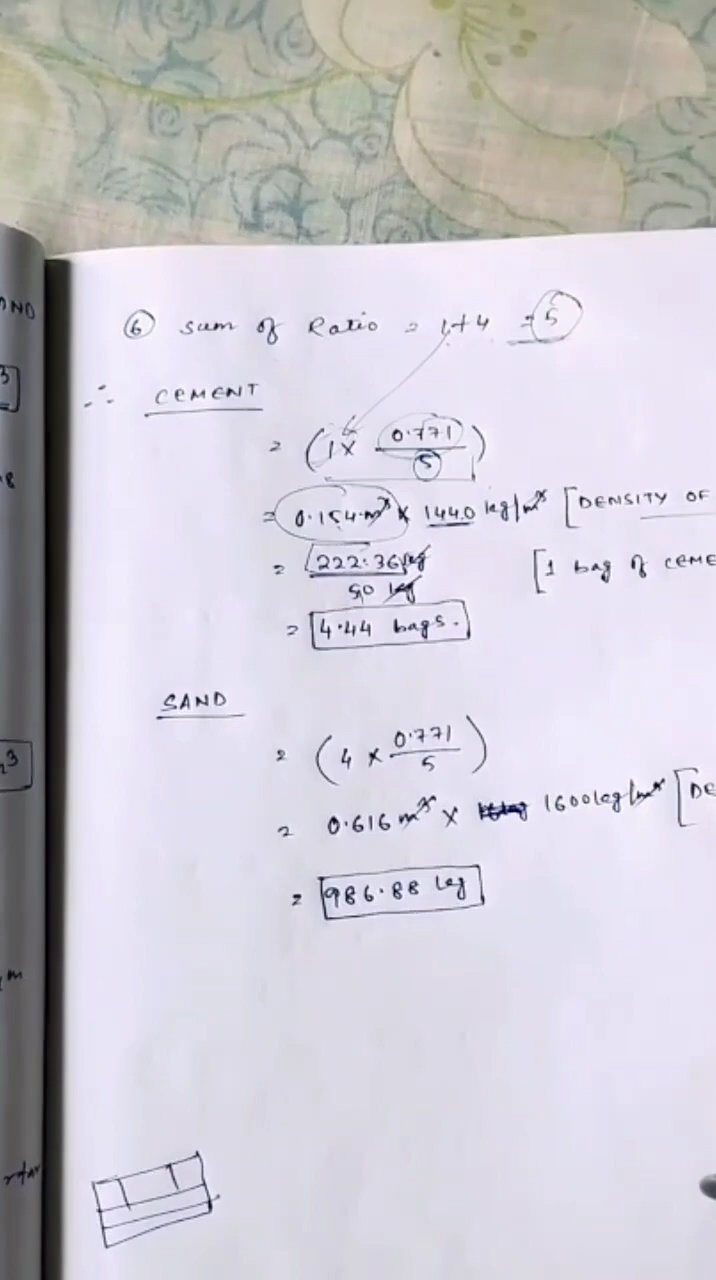 ⑥ Sum of Ratio = 1+4 = 5
∴ CEMENT
= (1 x 0.771/5)
= 0.154 m³ x 1440 kg/m³ [DENSITY OF
= 222.36 kg/50 kg [1 bag of CEME
= 4.44 bags.
SAND
= (4 x 0.771/5)
= 0.616 m³ x 1600 kg/m³ [DE
= 986.88 kg